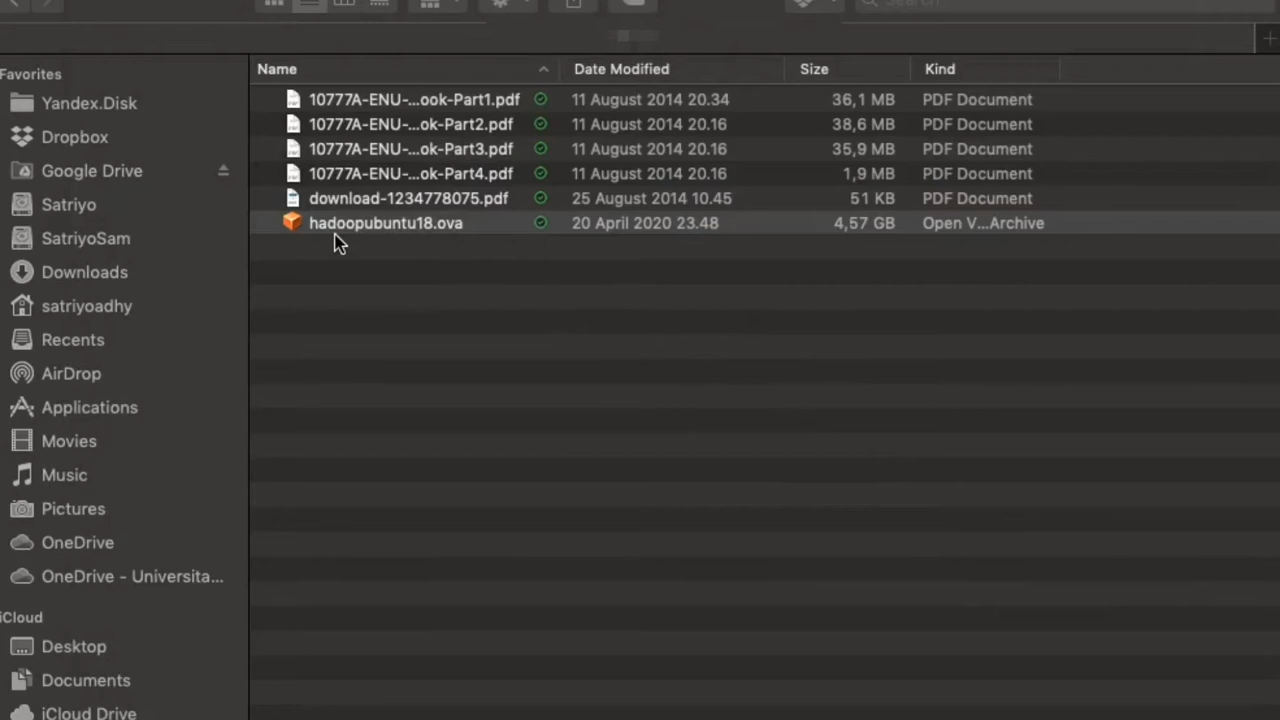 Search
Favorites
Yandex.Disk
Dropbox
Google Drive
Satriyo
SatriyoSam
Downloads
satriyoadhy
Recents
AirDrop
Applications
Movies
Music
Pictures
OneDrive
OneDrive - Universita...
iCloud
Desktop
Documents
iCloud Drive
Name Date Modified Size Kind
10777A-ENU-...ook-Part1.pdf 11 August 2014 20.34 36,1 MB PDF Document
10777A-ENU-...ok-Part2.pdf 11 August 2014 20.16 38,6 MB PDF Document
10777A-ENU-...ok-Part3.pdf 11 August 2014 20.16 35,9 MB PDF Document
10777A-ENU-...ok-Part4.pdf 11 August 2014 20.16 1,9 MB PDF Document
download-1234778075.pdf 25 August 2014 10.45 51 KB PDF Document
hadoopubuntu18.ova 20 April 2020 23.48 4,57 GB Open V...Archive